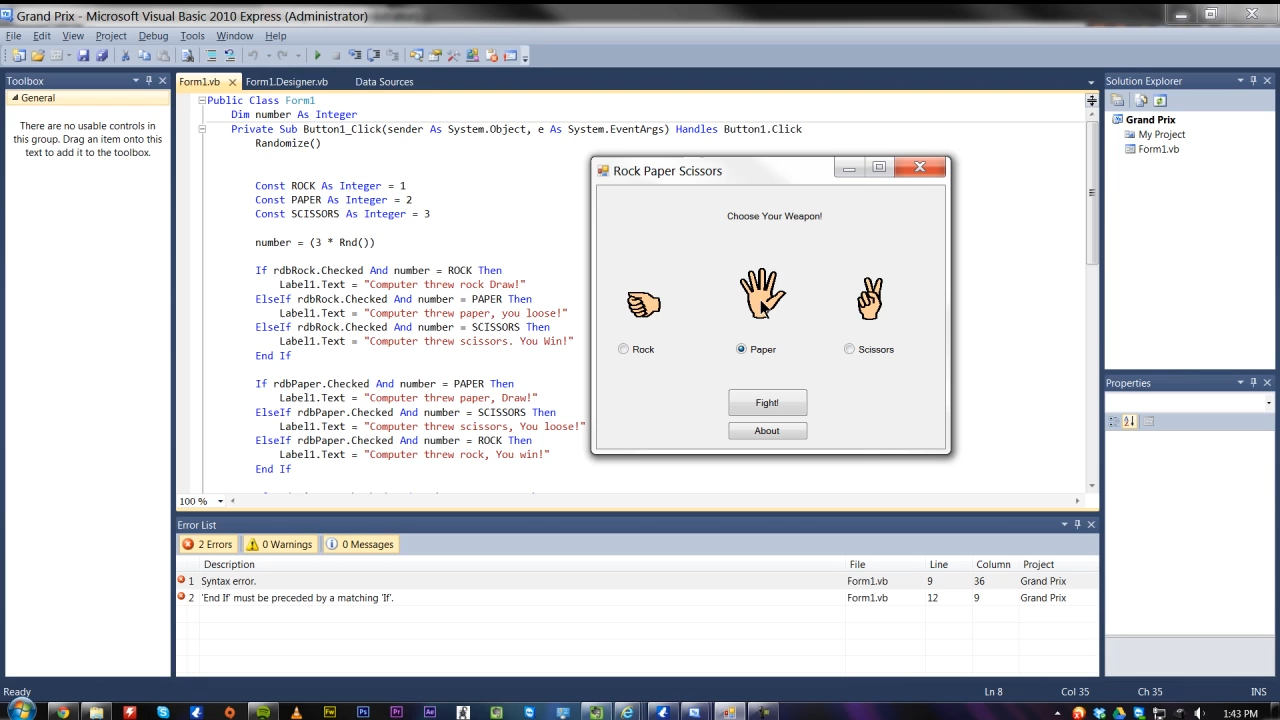 Grand Prix - Microsoft Visual Basic 2010 Express (Administrator)
File Edit View Project Debug Tools Window Help
Toolbox
General
There are no usable controls in
this group. Drag an item onto this
text to add it to the toolbox.
Form1.vb Form1.Designer.vb Data Sources
Public Class Form1
Dim number As Integer
Private Sub Button1_Click(sender As System.Object, e As System.EventArgs) Handles Button1.Click
Randomize()
Const ROCK As Integer = 1
Const PAPER As Integer = 2
Const SCISSORS As Integer = 3
number = (3 * Rnd())
If rdbRock.Checked And number = ROCK Then
Label1.Text = "Computer threw rock Draw!"
ElseIf rdbRock.Checked And number = PAPER Then
Label1.Text = "Computer threw paper, you loose!"
ElseIf rdbRock.Checked And number = SCISSORS Then
Label1.Text = "Computer threw scissors. You Win!"
End If
If rdbPaper.Checked And number = PAPER Then
Label1.Text = "Computer threw paper, Draw!"
ElseIf rdbPaper.Checked And number = SCISSORS Then
Label1.Text = "Computer threw scissors, You loose!"
ElseIf rdbPaper.Checked And number = ROCK Then
Label1.Text = "Computer threw rock, You win!"
End If
100 %
Rock Paper Scissors
Choose Your Weapon!
Rock Paper Scissors
Fight!
About
Solution Explorer
Grand Prix
My Project
Form1.vb
Properties
Error List
2 Errors 0 Warnings 0 Messages
Description File Line Column Project
1 Syntax error. Form1.vb 9 36 Grand Prix
2 'End If' must be preceded by a matching 'If'. Form1.vb 12 9 Grand Prix
Ready Ln 8 Col 35 Ch 35 INS
Fw Ps Pr Ae 1:43 PM